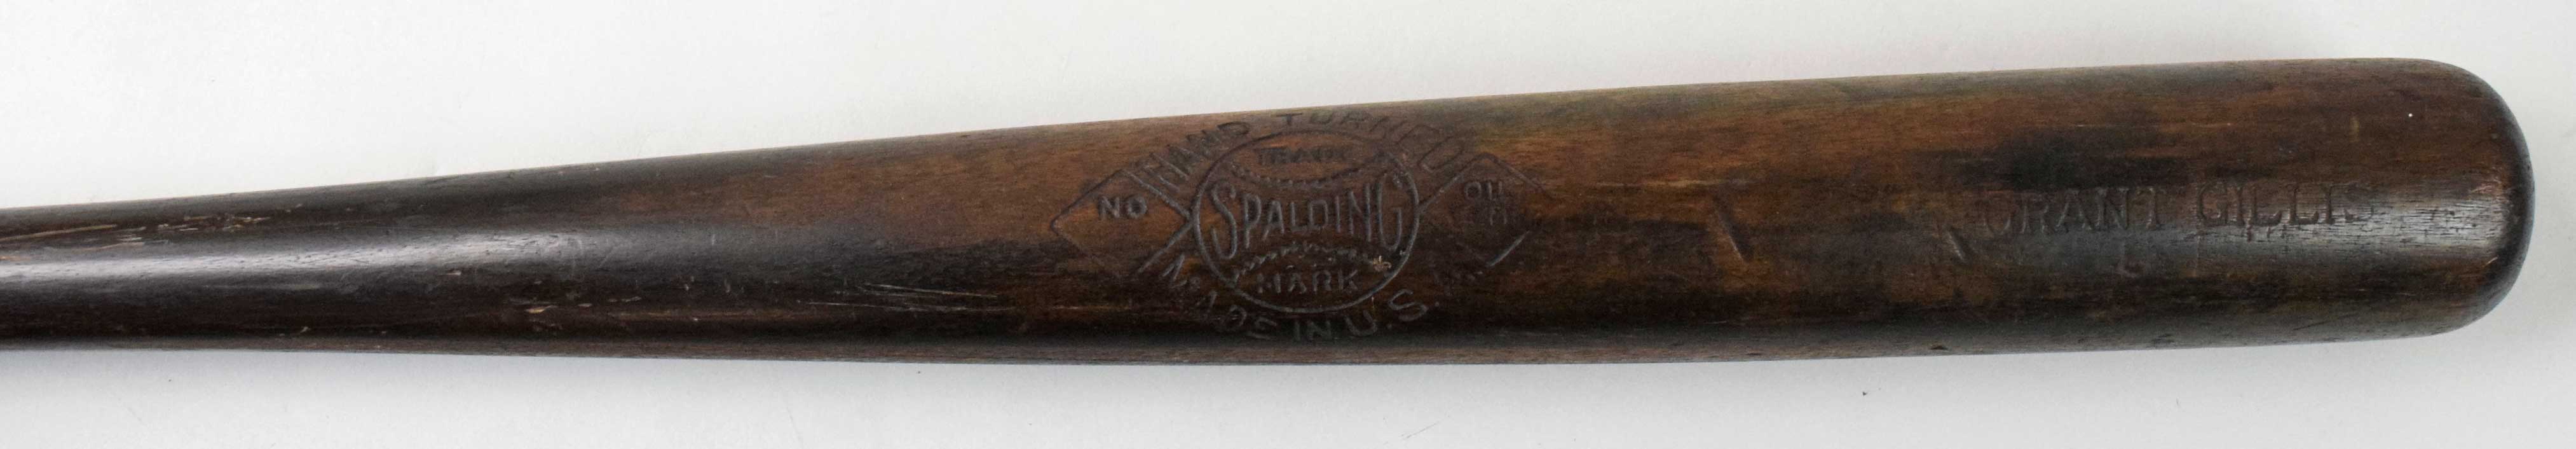 HAND TURNED
TRADE
NO
SPALDING
MARK
MADE IN U.S.A.
GRANT GILLIS